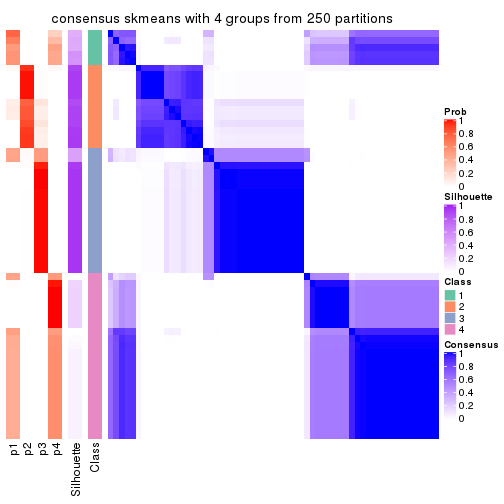 consensus skmeans with 4 groups from 250 partitions
Prob
1
0.8
0.6
0.4
0.2
0
Silhouette
1
0.8
0.6
0.4
0.2
0
Class
1
2
3
4
Consensus
1
0.8
0.6
0.4
0.2
0
p1
p2
p3
p4
Silhouette
Class